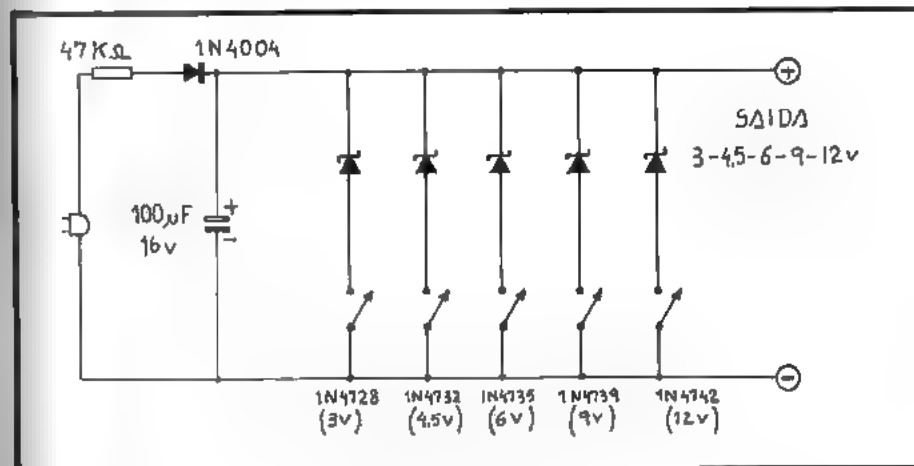 47KΩ
1N4004
SAIDA
3-4,5-6-9-12v
100µF
16v
+
-
+
-
1N4728
(3v)
1N4732
(4,5v)
1N4735
(6v)
1N4739
(9v)
1N4742
(12v)